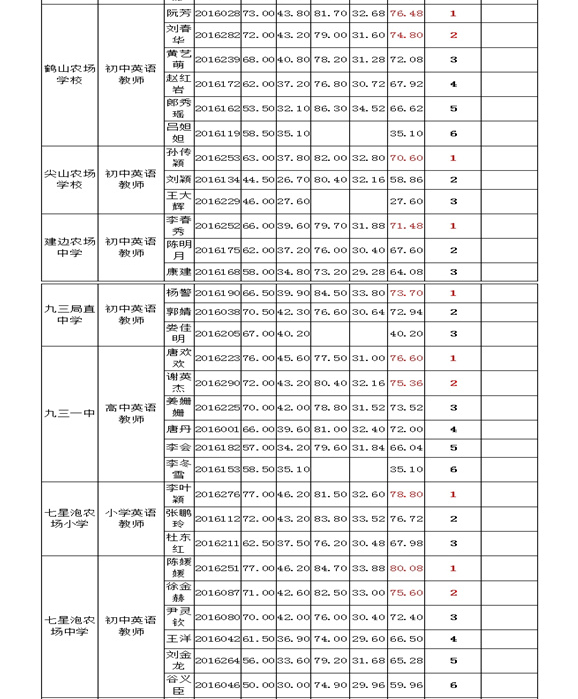 阮芳 2016028 73.00 43.80 81.70 32.68 76.48 1
刘春华 2016282 72.00 43.20 79.00 31.60 74.80 2
黄艺萌 2016239 68.00 40.80 78.20 31.28 72.08 3
鹤山农场学校 初中英语教师 赵红岩 2016172 62.00 37.20 76.80 30.72 67.92 4
郎秀瑶 2016162 53.50 32.10 86.30 34.52 66.62 5
吕妲妲 2016119 58.50 35.10 35.10 6
孙传颖 2016253 63.00 37.80 82.00 32.80 70.60 1
尖山农场学校 初中英语教师 刘颖 2016134 44.50 26.70 80.40 32.16 58.86 2
王大辉 2016229 46.00 27.60 27.60 3
李春秀 2016252 66.00 39.60 79.70 31.88 71.48 1
建边农场中学 初中英语教师 陈明月 2016175 62.00 37.20 76.00 30.40 67.60 2
康建 2016168 58.00 34.80 73.20 29.28 64.08 3
杨警 2016190 66.50 39.90 84.50 33.80 73.70 1
九三局直中学 初中英语教师 郭婧 2016038 70.50 42.30 76.60 30.64 72.94 2
娄佳明 2016205 67.00 40.20 40.20 3
唐欢欢 2016223 76.00 45.60 77.50 31.00 76.60 1
谢英杰 2016290 72.00 43.20 80.40 32.16 75.36 2
九三一中 高中英语教师 姜姗姗 2016225 70.00 42.00 78.80 31.52 73.52 3
唐丹 2016001 66.00 39.60 81.00 32.40 72.00 4
李会 2016182 57.00 34.20 79.60 31.84 66.04 5
李冬雪 2016153 58.50 35.10 35.10 6
李叶颖 2016276 77.00 46.20 81.50 32.60 78.80 1
七星泡农场小学 小学英语教师 张鹏玲 2016112 72.00 43.20 83.80 33.52 76.72 2
杜东红 2016211 62.50 37.50 76.20 30.48 67.98 3
陈媛媛 2016251 77.00 46.20 84.70 33.88 80.08 1
徐金赫 2016087 71.00 42.60 82.50 33.00 75.60 2
七星泡农场中学 初中英语教师 尹灵钦 2016080 70.00 42.00 76.00 30.40 72.40 3
王洋 2016042 61.50 36.90 74.00 29.60 66.50 4
刘金龙 2016264 56.00 33.60 79.20 31.68 65.28 5
谷义臣 2016046 50.00 30.00 74.90 29.96 59.96 6